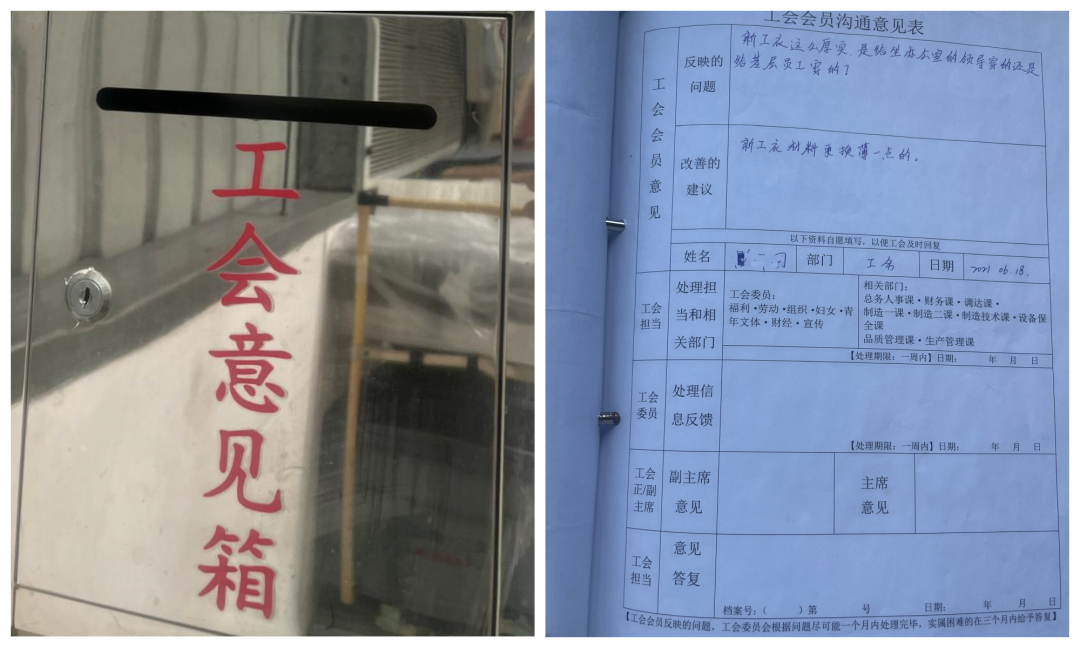 工会意见箱
工会会员沟通意见表
工会会员意见
反映的问题
新工衣这么厚实，是给坐办公室的领导穿的还是
给基层员工穿的？
改善的建议
新工衣材料更换薄一点的。
以下资料自愿填写，以便工会及时回复
姓名
部门
工务
日期
2021.06.18.
工会担当
处理担当和相关部门
工会委员：
福利・劳动・组织・妇女・青
年文体・财经・宣传
相关部门：
总务人事课・财务课・调达课・
制造一课・制造二课・制造技术课・设备保
全课
品质管理课・生产管理课
【处理期限：一周内】日期： 年 月 日
工会委员
处理信息反馈
【处理期限：一周内】日期： 年 月 日
工会正/副主席
副主席意见
主席意见
工会担当
意见答复
档案号：（ ）第 号 日期： 年 月 日
【工会会员反映的问题，工会委员会根据问题尽可能一个月内处理完毕，实属困难的在三个月内给予答复】